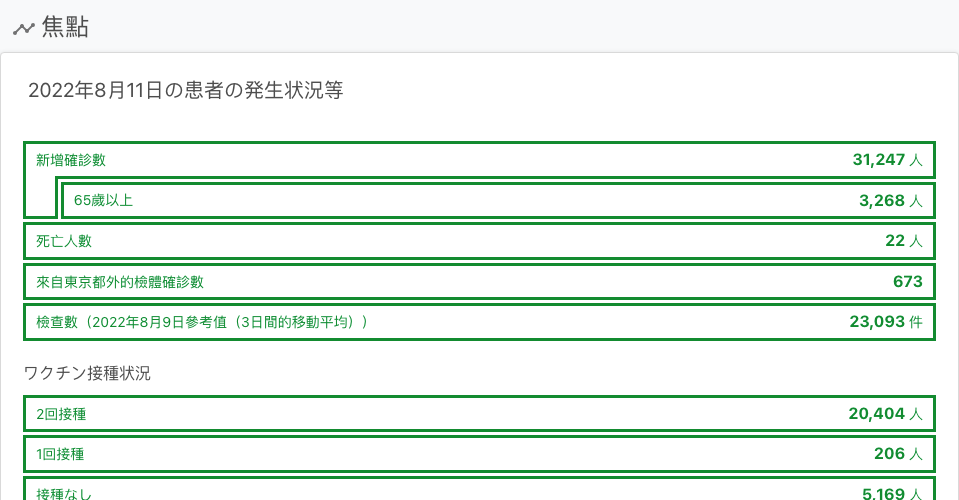 焦點
2022年8月11日の患者の発生状況等
新增確診數 31,247 人
65歲以上 3,268 人
死亡人數 22 人
來自東京都外的檢體確診數 673
檢查數（2022年8月9日參考值（3日間的移動平均）） 23,093 件
ワクチン接種状況
2回接種 20,404 人
1回接種 206 人
接種なし 5,169 人